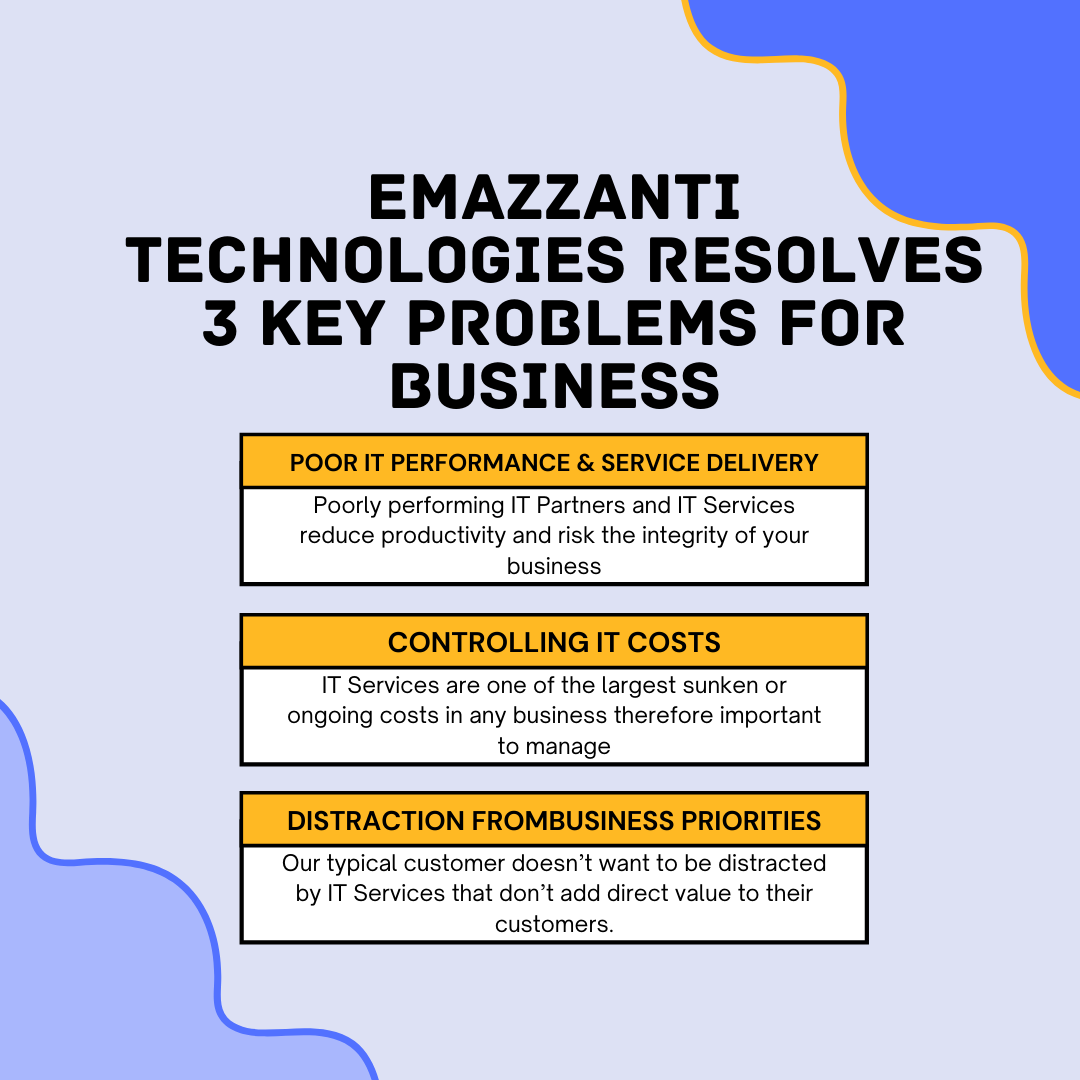 EMAZZANTI
TECHNOLOGIES RESOLVES
3 KEY PROBLEMS FOR
BUSINESS
POOR IT PERFORMANCE & SERVICE DELIVERY
Poorly performing IT Partners and IT Services
reduce productivity and risk the integrity of your
business
CONTROLLING IT COSTS
IT Services are one of the largest sunken or
ongoing costs in any business therefore important
to manage
DISTRACTION FROMBUSINESS PRIORITIES
Our typical customer doesn’t want to be distracted
by IT Services that don’t add direct value to their
customers.